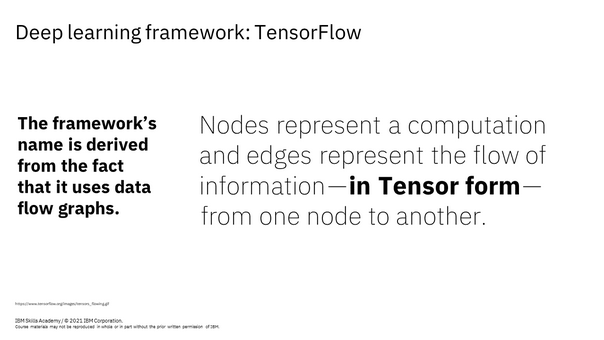 Deep learning framework: TensorFlow
The framework's
name is derived
from the fact
that it uses data
flow graphs.
Nodes represent a computation
and edges represent the flow of
information—in Tensor form—
from one node to another.
https://www.tensorflow.org/images/tensors_flowing.gif
IBM Skills Academy / © 2021 IBM Corporation.
Course materials may not be reproduced in whole or in part without the prior written permission of IBM.